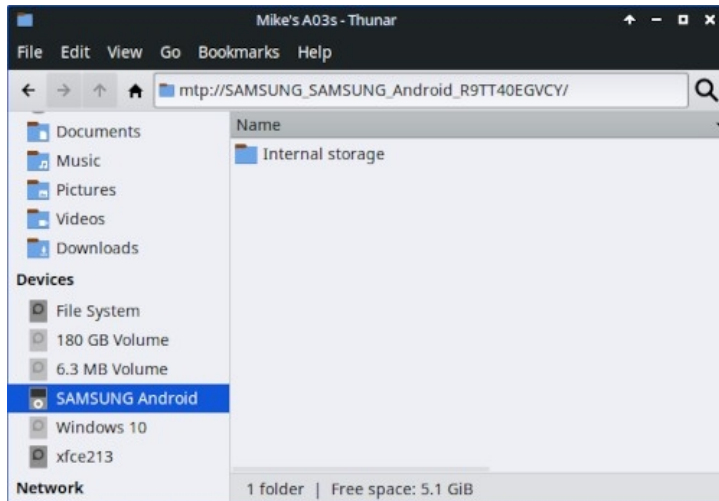 Mike's A03s - Thunar
File Edit View Go Bookmarks Help
mtp://SAMSUNG_SAMSUNG_Android_R9TT40EGVCY/
Documents
Music
Pictures
Videos
Downloads
Devices
File System
180 GB Volume
6.3 MB Volume
SAMSUNG Android
Windows 10
xfce213
Network
Name
Internal storage
1 folder | Free space: 5.1 GiB